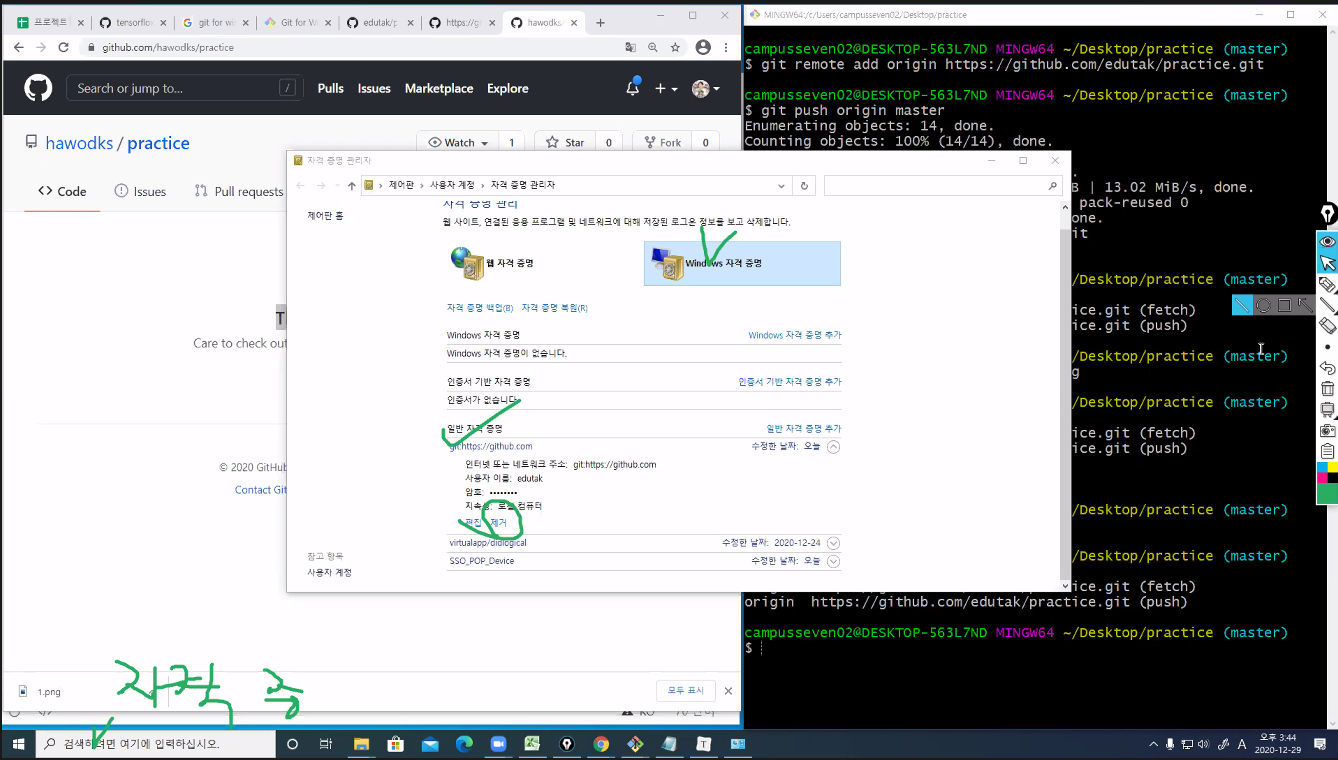 프로젝트
tensorflow
git for wi
Git for Wi
edutak/p
https://gi
hawodks/
github.com/hawodks/practice
Search or jump to...
/
Pulls
Issues
Marketplace
Explore
hawodks / practice
Watch
1
Star
0
Fork
0
Code
Issues
Pull requests
T
Care to check out
© 2020 GitHu
Contact Git
1.png
모두 표시
자격 증
검색하려면 여기에 입력하십시오.
자격 증명 관리자
제어판 › 사용자 계정 › 자격 증명 관리자
제어판 홈
자격 증명 관리
웹 사이트, 연결된 응용 프로그램 및 네트워크에 대해 저장된 로그온 정보를 보고 삭제합니다.
웹 자격 증명
Windows 자격 증명
자격 증명 백업(B)
자격 증명 복원(R)
Windows 자격 증명
Windows 자격 증명 추가
Windows 자격 증명이 없습니다.
인증서 기반 자격 증명
인증서 기반 자격 증명 추가
인증서가 없습니다.
일반 자격 증명
일반 자격 증명 추가
git:https://github.com
수정한 날짜: 오늘
인터넷 또는 네트워크 주소: git:https://github.com
사용자 이름: edutak
암호: ••••••••
지속성: 로컬 컴퓨터
편집 제거
virtualapp/didlogical
수정한 날짜: 2020-12-24
SSO_POP_Device
수정한 날짜: 오늘
참고 항목
사용자 계정
MINGW64:/c/Users/campusseven02/Desktop/practice
campusseven02@DESKTOP-563L7ND MINGW64 ~/Desktop/practice (master)
$ git remote add origin https://github.com/edutak/practice.git
campusseven02@DESKTOP-563L7ND MINGW64 ~/Desktop/practice (master)
$ git push origin master
Enumerating objects: 14, done.
Counting objects: 100% (14/14), done.
B | 13.02 MiB/s, done.
pack-reused 0
one.
it
/Desktop/practice (master)
ice.git (fetch)
ice.git (push)
/Desktop/practice (master)
g
/Desktop/practice (master)
ice.git (fetch)
ice.git (push)
/Desktop/practice (master)
/Desktop/practice (master)
ice.git (fetch)
origin https://github.com/edutak/practice.git (push)
campusseven02@DESKTOP-563L7ND MINGW64 ~/Desktop/practice (master)
$
A
오후 3:44
2020-12-29